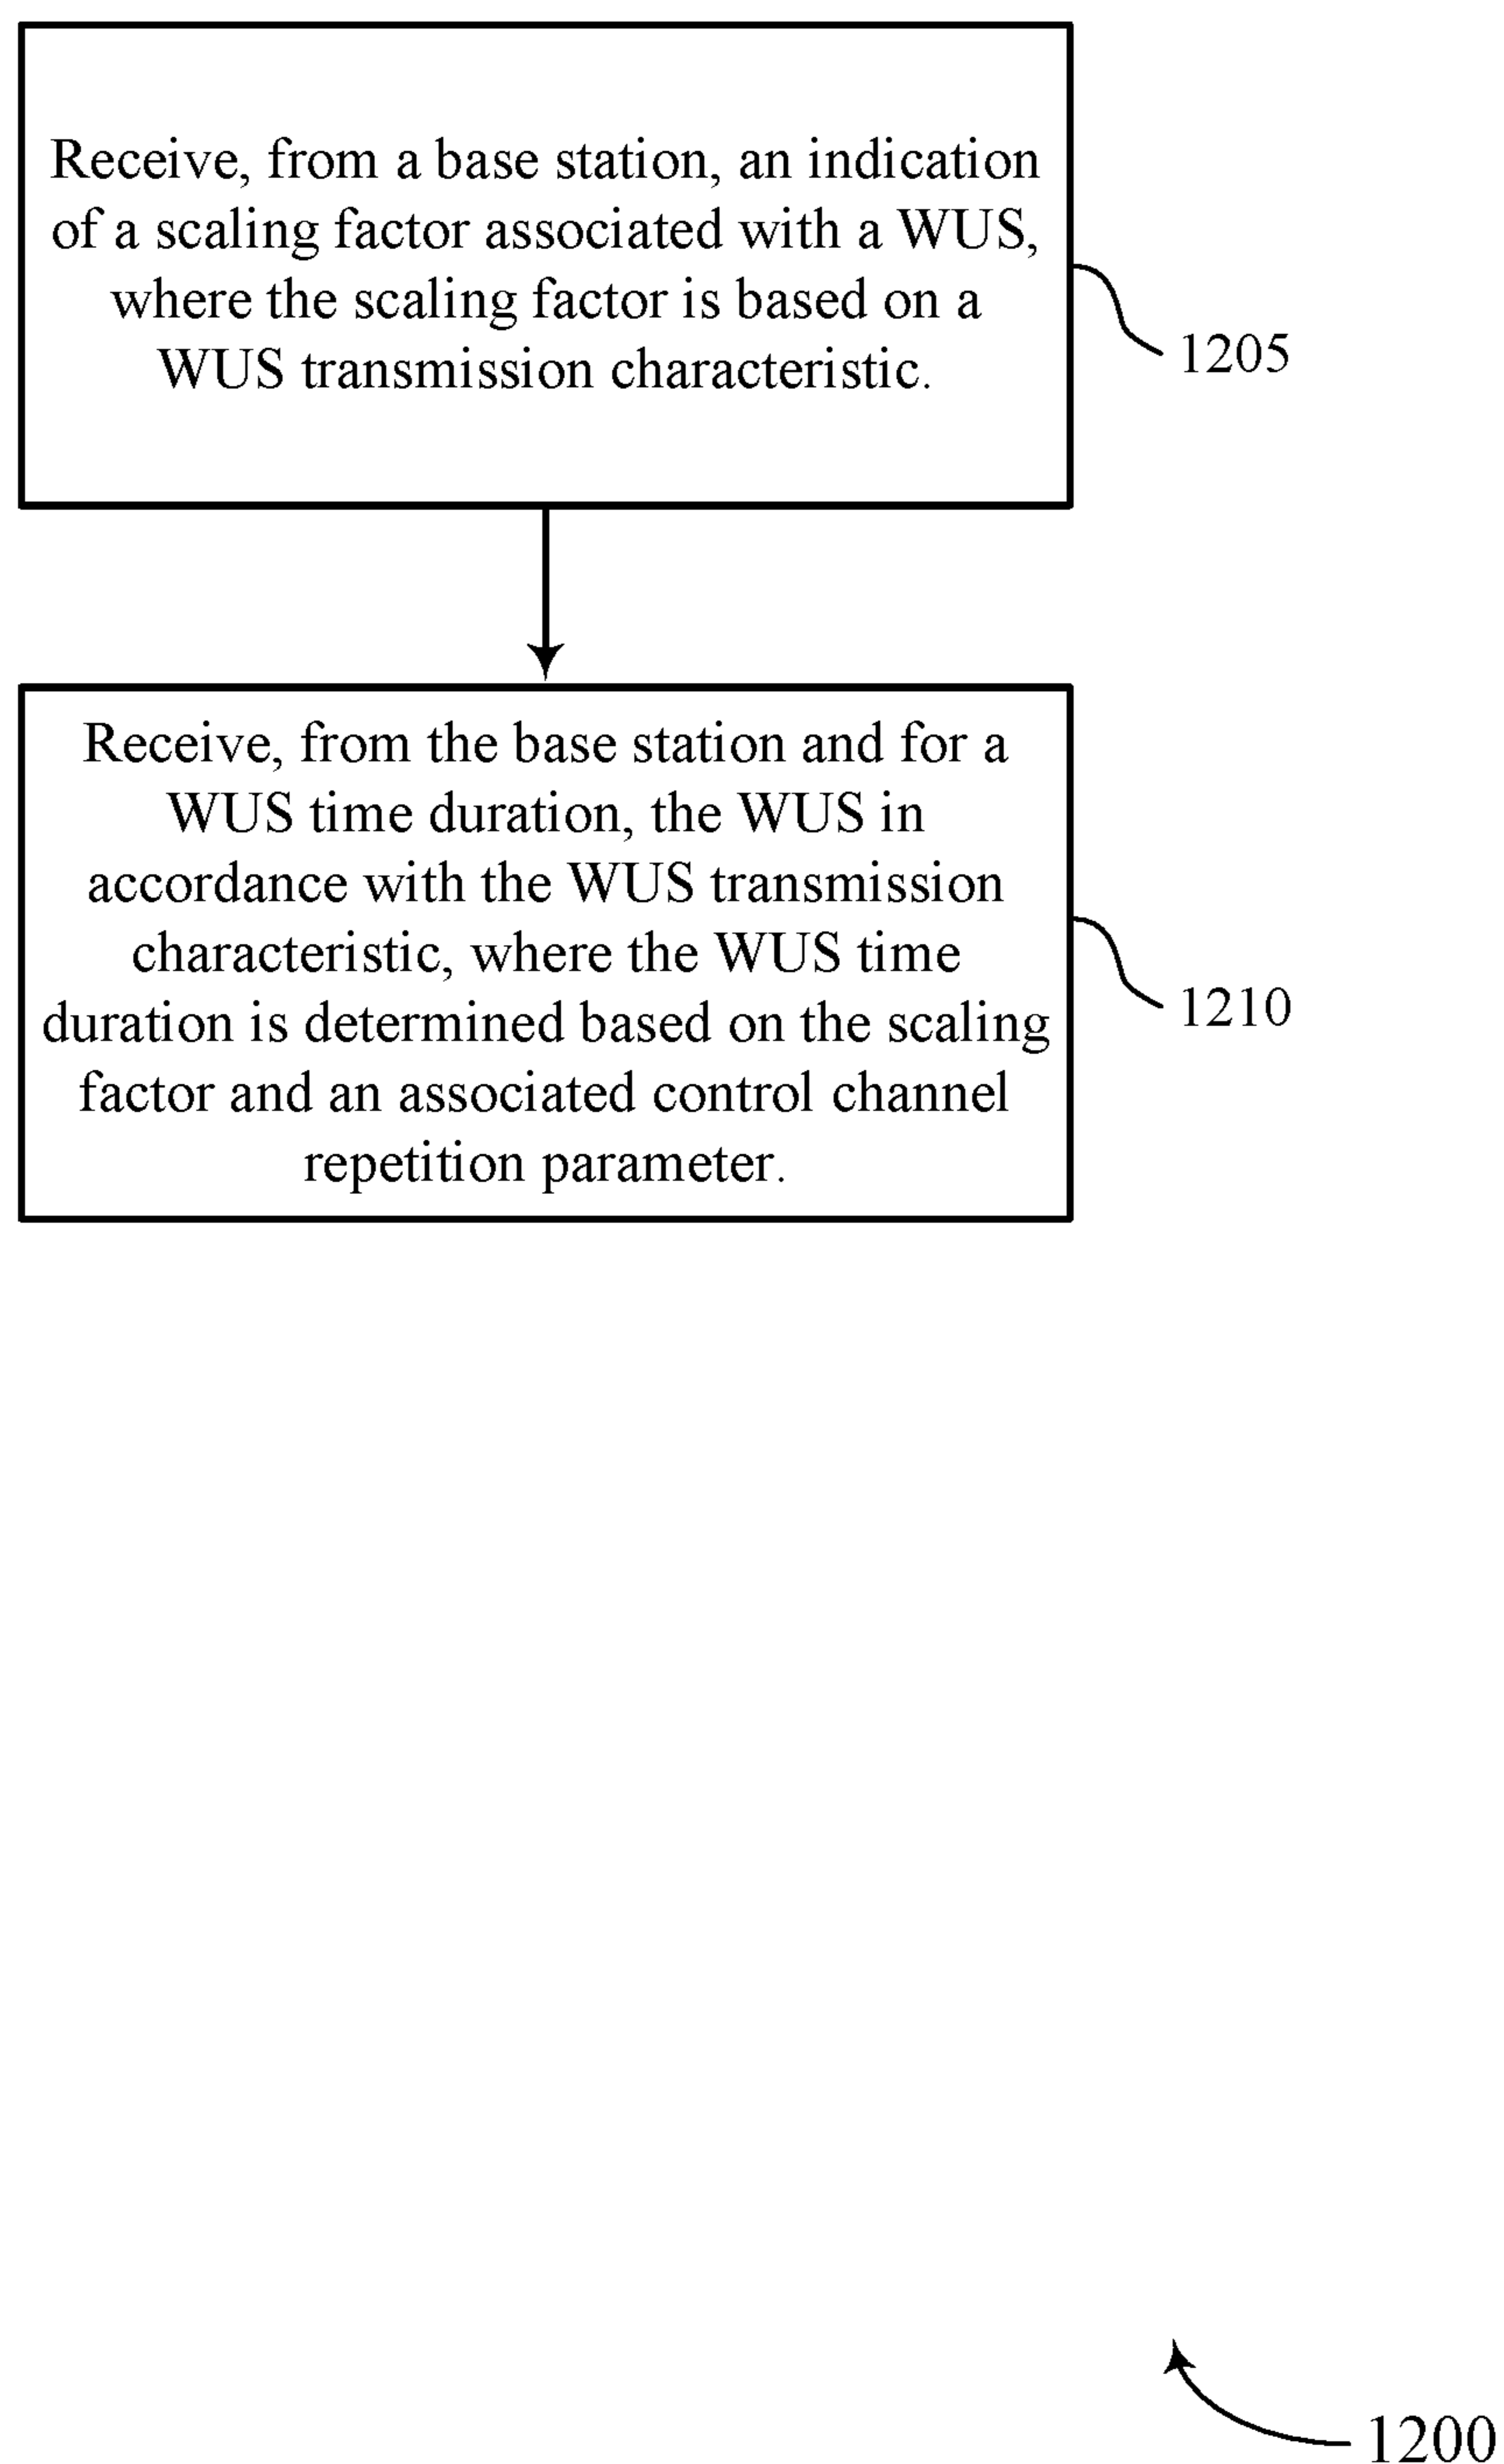 Receive, from a base station, an indication
of a scaling factor associated with a WUS,
where the scaling factor is based on a
WUS transmission characteristic.
1205
Receive, from the base station and for a
WUS time duration, the WUS in
accordance with the WUS transmission
characteristic, where the WUS time
duration is determined based on the scaling
factor and an associated control channel
repetition parameter.
1210
1200